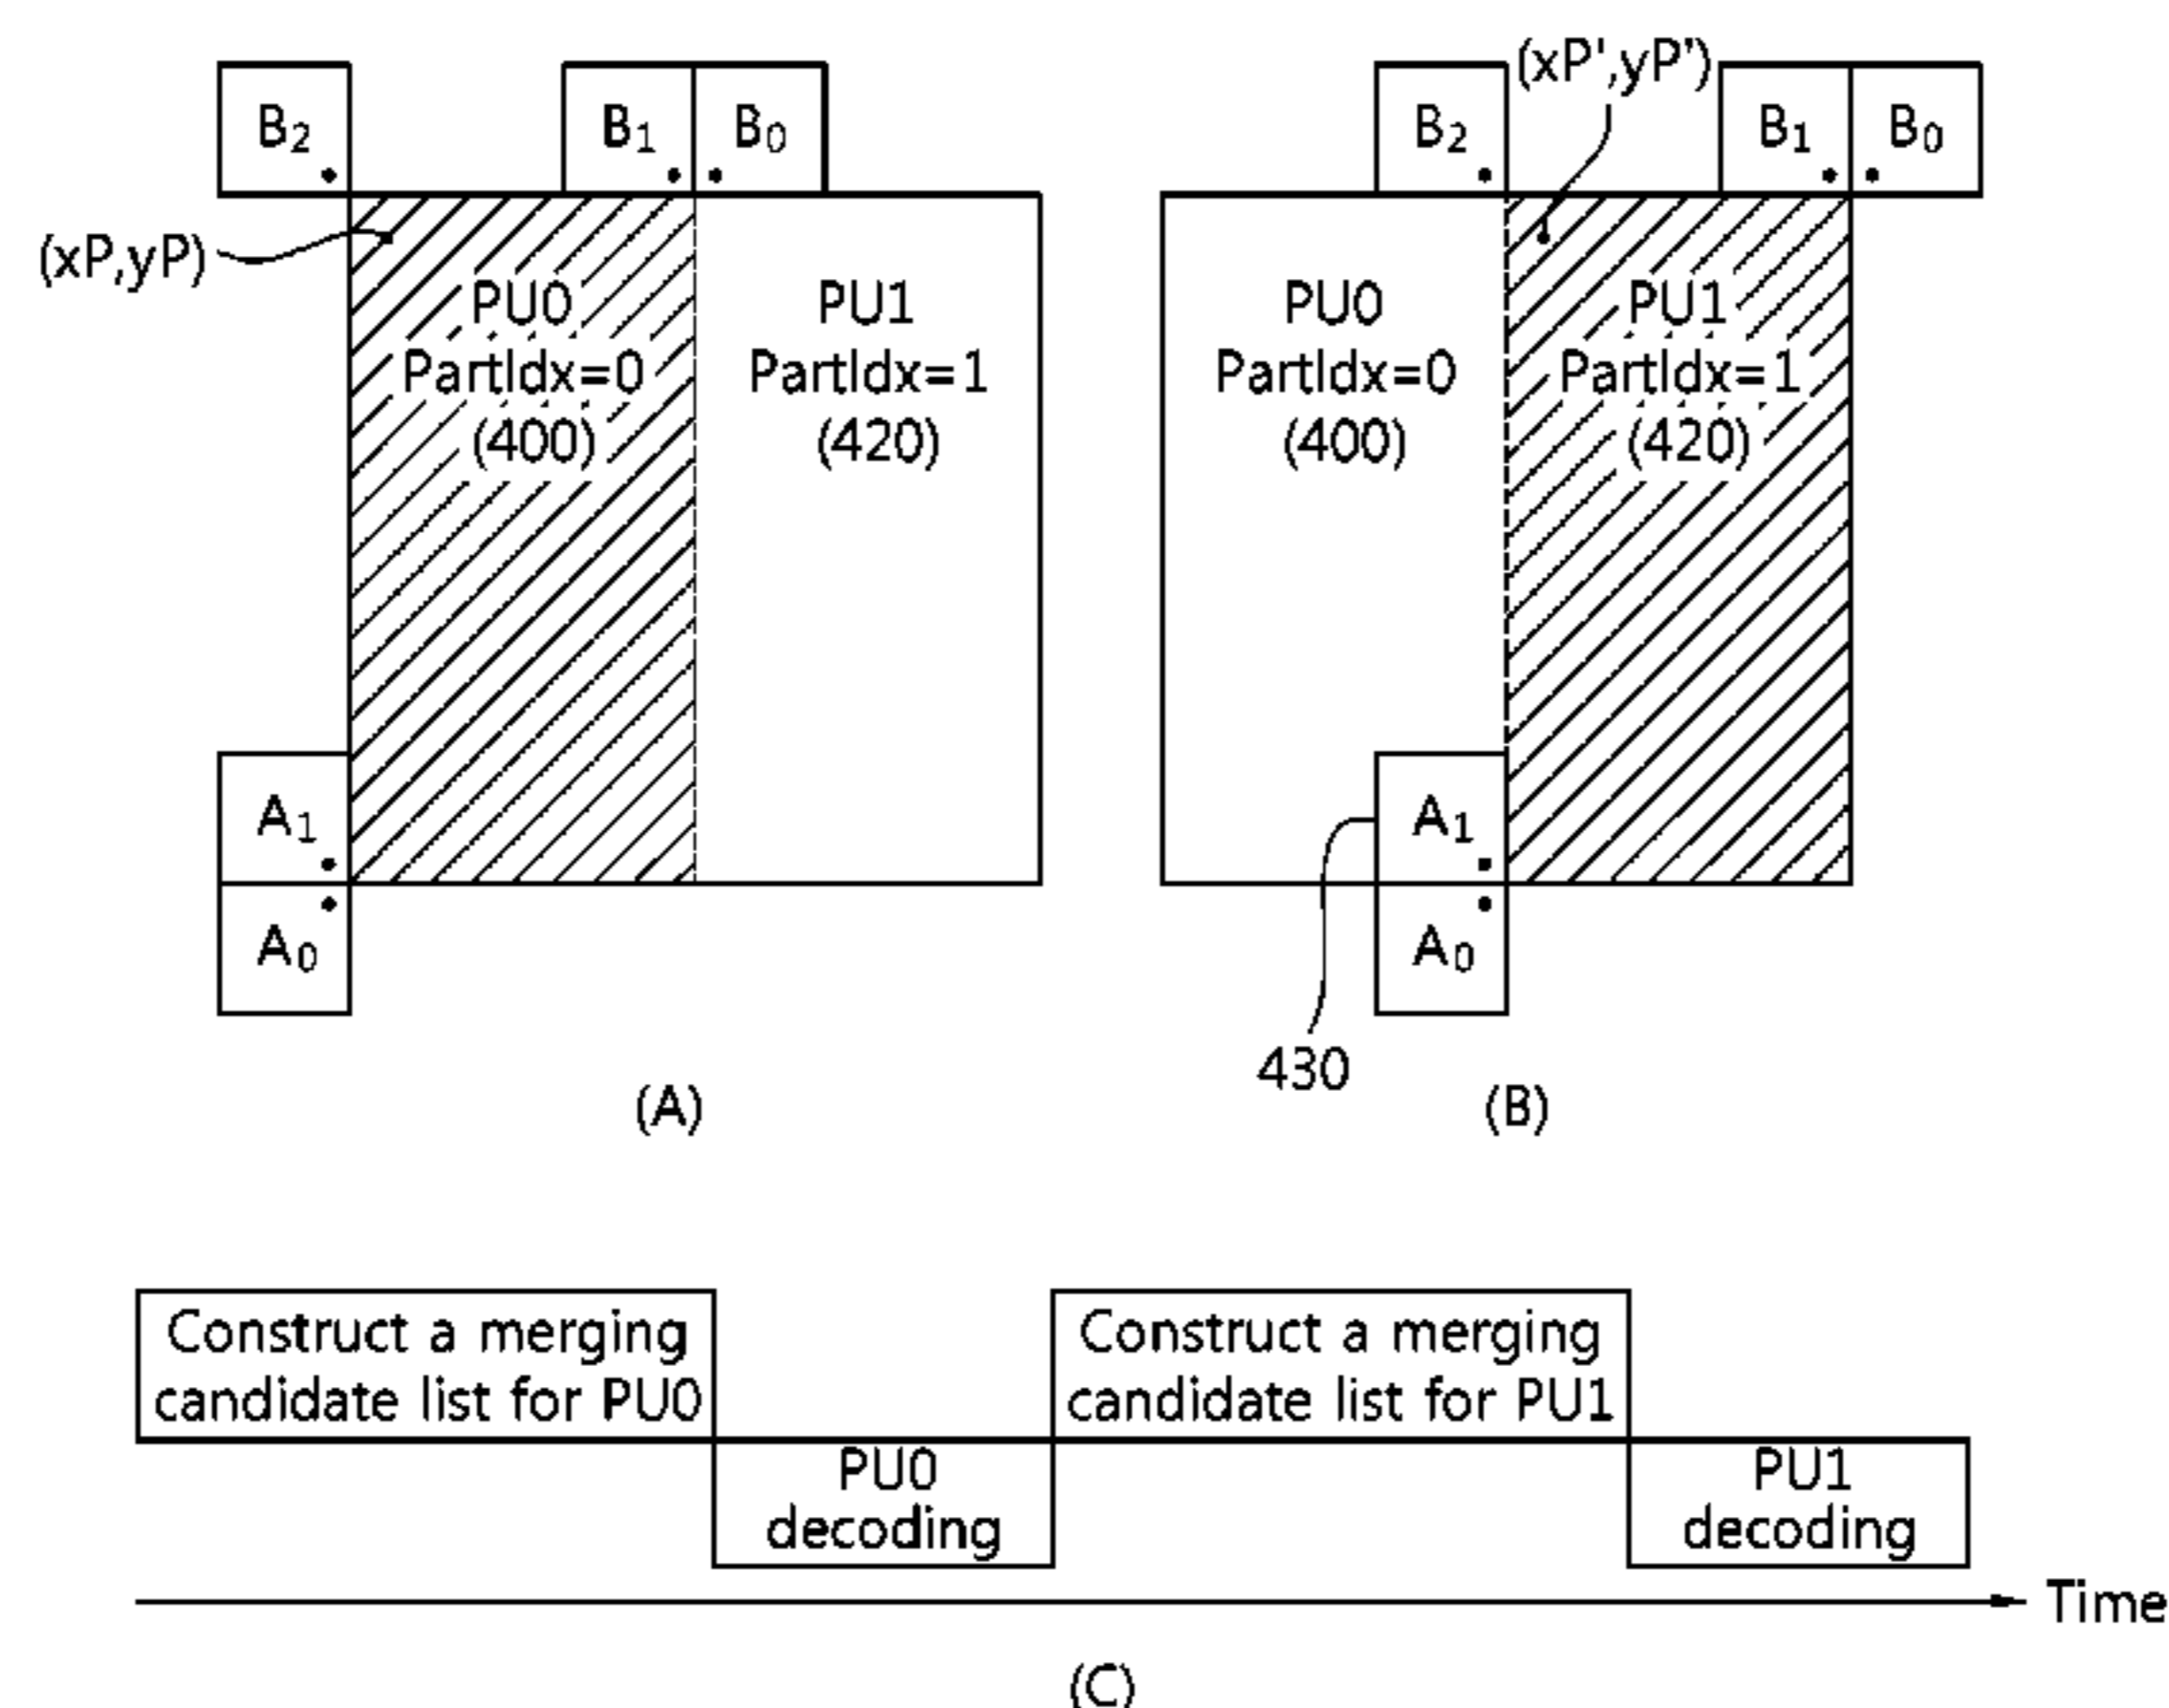 B2
B1
B0
(xP,yP)
PU0
PartIdx=0
(400)
PU1
PartIdx=1
(420)
A1
A0
(A)
(xP',yP')
B2
B1
B0
PU0
PartIdx=0
(400)
PU1
PartIdx=1
(420)
A1
A0
430
(B)
Construct a merging
candidate list for PU0
PU0
decoding
Construct a merging
candidate list for PU1
PU1
decoding
Time
(C)